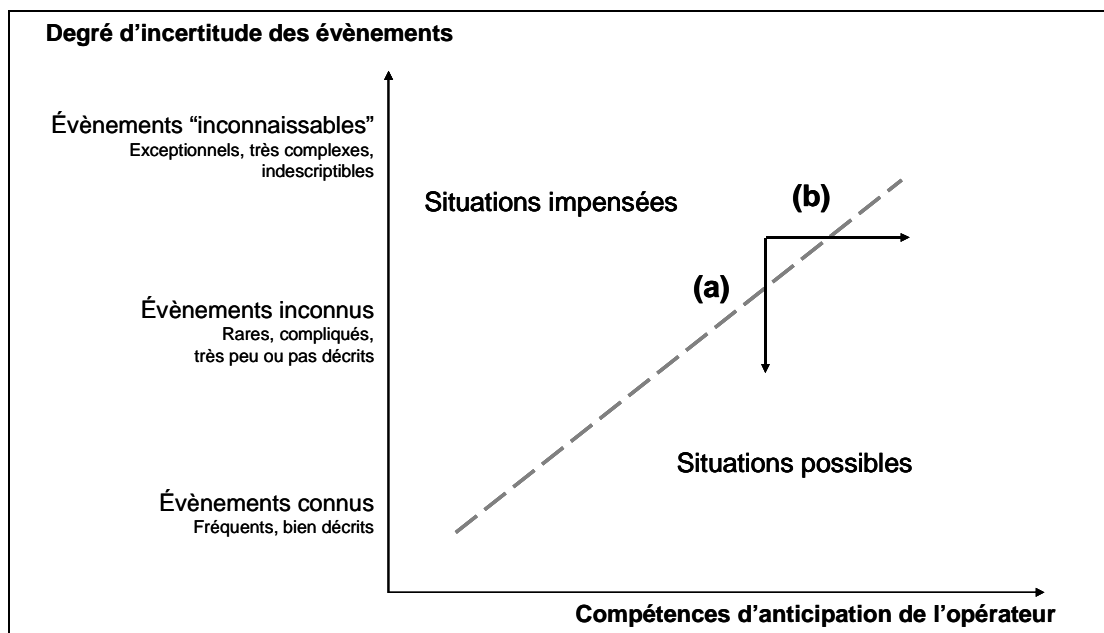 Degré d'incertitude des évènements
Évènements “inconnaissables”
Exceptionnels, très complexes,
indescriptibles
Situations impensées
(b)
(a)
Évènements inconnus
Rares, compliqués,
très peu ou pas décrits
Situations possibles
Évènements connus
Fréquents, bien décrits
Compétences d'anticipation de l'opérateur